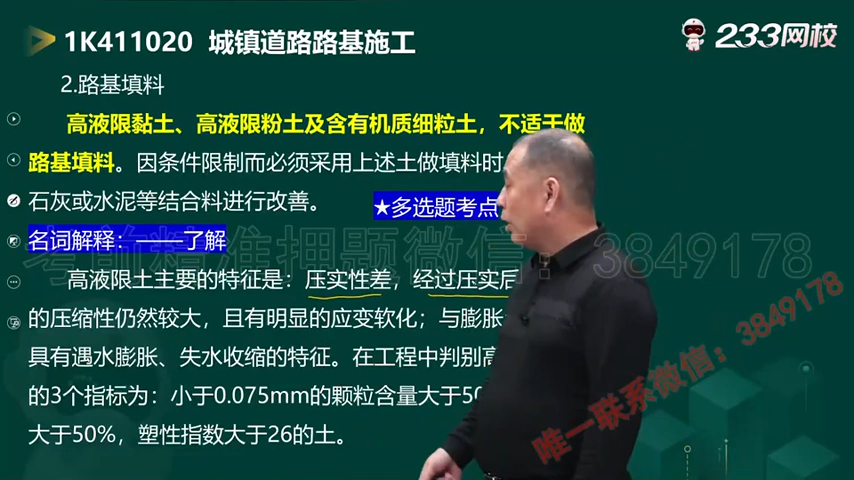 1K411020 城镇道路路基施工
233网校
2.路基填料
高液限黏土、高液限粉土及含有机质细粒土，不适于做
路基填料。因条件限制而必须采用上述土做填料时
石灰或水泥等结合料进行改善。
★多选题考点
名词解释：——了解
考前精准押题微信：3849178
高液限土主要的特征是：压实性差，经过压实后
的压缩性仍然较大，且有明显的应变软化；与膨胀
具有遇水膨胀、失水收缩的特征。在工程中判别高
的3个指标为：小于0.075mm的颗粒含量大于50
大于50%，塑性指数大于26的土。
唯一联系微信：3849178